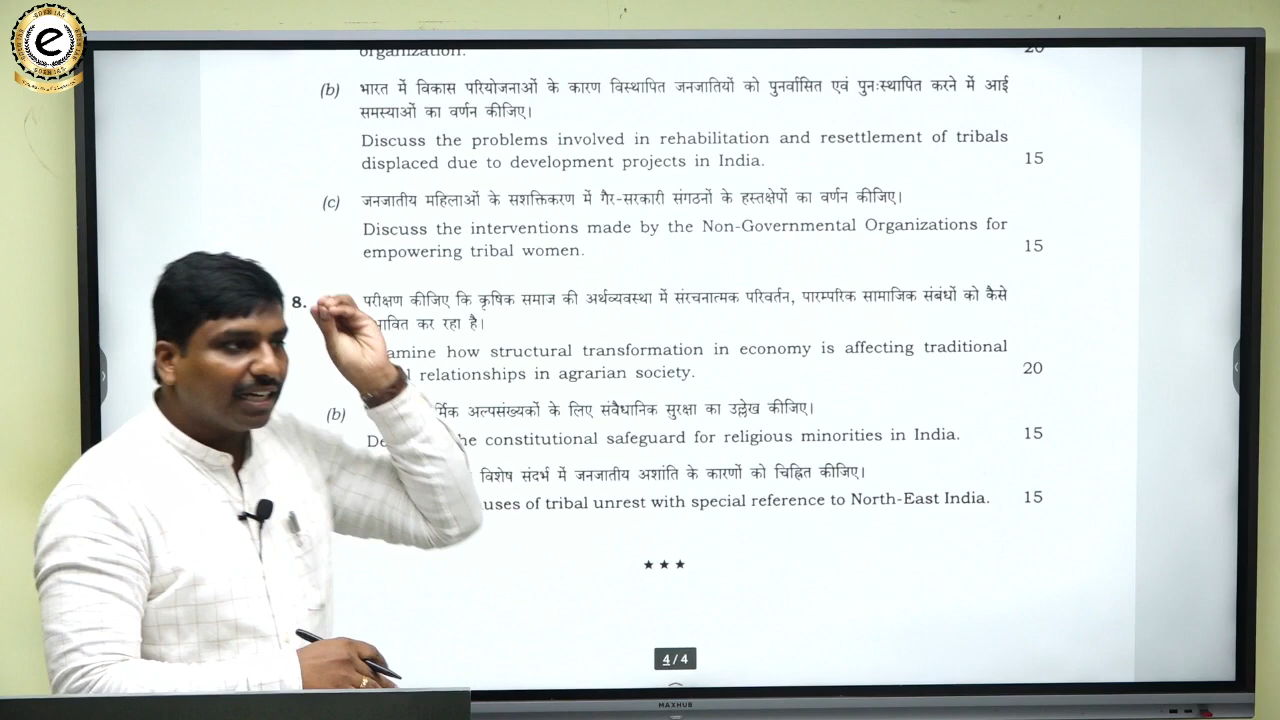 EDEN IAS
e
organization.
20
(b) भारत में विकास परियोजनाओं के कारण विस्थापित जनजातियों को पुनर्वासित एवं पुनःस्थापित करने में आई
समस्याओं का वर्णन कीजिए।
Discuss the problems involved in rehabilitation and resettlement of tribals
displaced due to development projects in India. 15
(c) जनजातीय महिलाओं के सशक्तिकरण में गैर-सरकारी संगठनों के हस्तक्षेपों का वर्णन कीजिए।
Discuss the interventions made by the Non-Governmental Organizations for
empowering tribal women. 15
8. परीक्षण कीजिए कि कृषिक समाज की अर्थव्यवस्था में संरचनात्मक परिवर्तन, पारम्परिक सामाजिक संबंधों को कैसे
कर रहा है।
how structural transformation in economy is affecting traditional
relationships in agrarian society. 20
(b) अल्पसंख्यकों के लिए संवैधानिक सुरक्षा का उल्लेख कीजिए।
constitutional safeguard for religious minorities in India. 15
विशेष संदर्भ में जनजातीय अशांति के कारणों को चिह्नित कीजिए।
of tribal unrest with special reference to North-East India. 15
★★★
4/4
MAXHUB